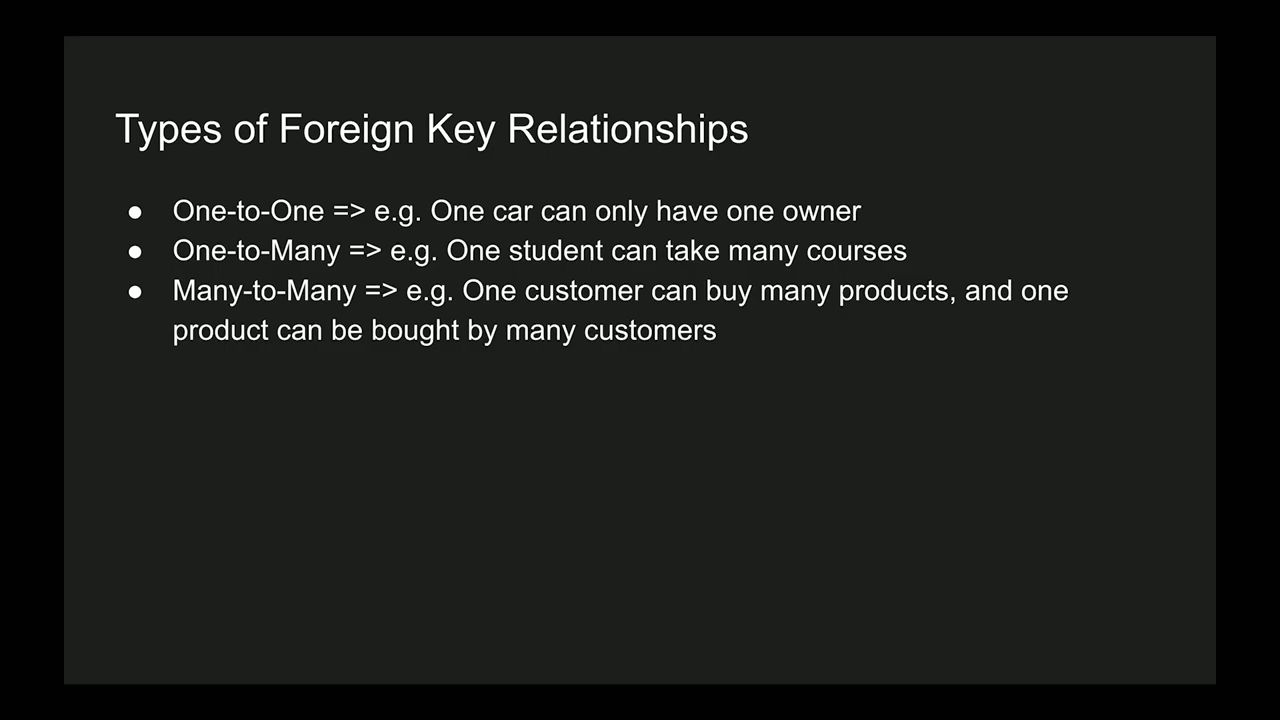 Types of Foreign Key Relationships
● One-to-One => e.g. One car can only have one owner
● One-to-Many => e.g. One student can take many courses
● Many-to-Many => e.g. One customer can buy many products, and one
product can be bought by many customers